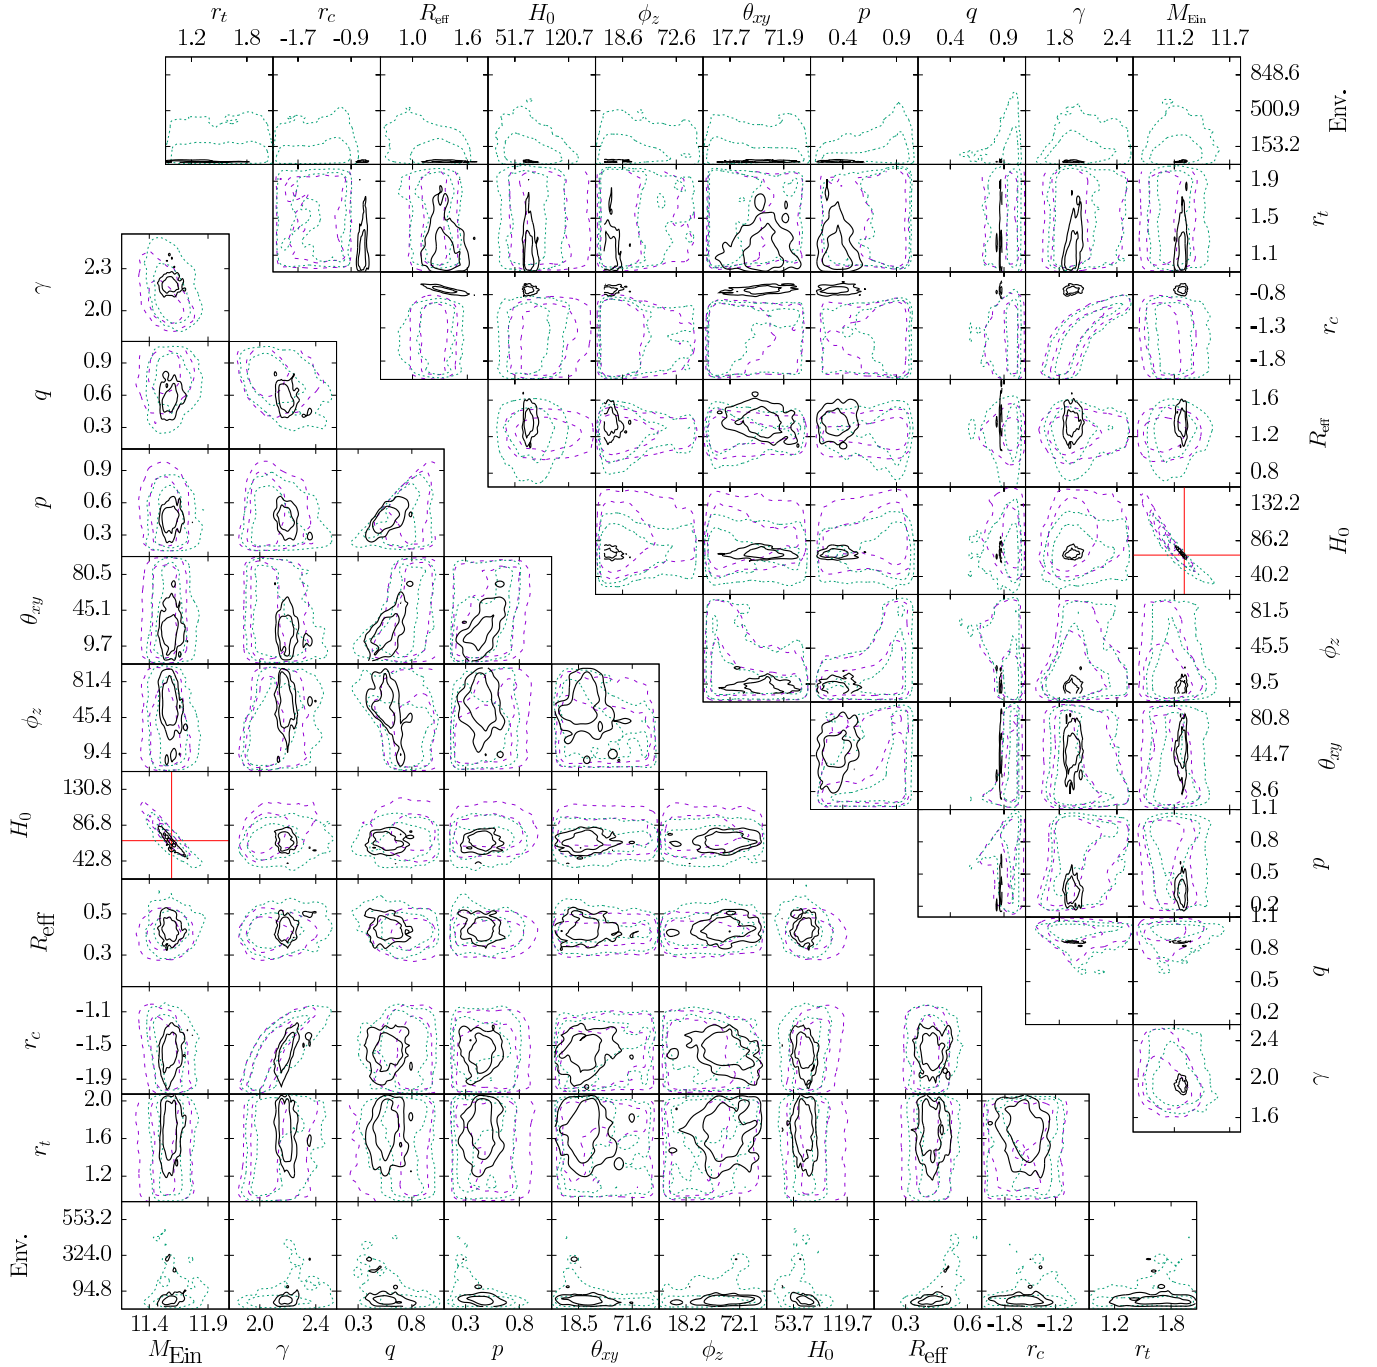 r_t r_c R_eff H_0 ϕ_z θ_xy p q γ M_Ein
1.2 1.8 -1.7 -0.9 1.0 1.6 51.7 120.7 18.6 72.6 17.7 71.9 0.4 0.9 0.4 0.9 1.8 2.4 11.2 11.7
848.6
500.9
153.2
Env.
1.9
1.5
1.1
r_t
-0.8
-1.3
-1.8
r_c
1.6
1.2
0.8
R_eff
132.2
86.2
40.2
H_0
81.5
45.5
9.5
ϕ_z
80.8
44.7
8.6
θ_xy
1.1
0.8
0.5
0.2
p
1.1
0.8
0.5
0.2
q
2.4
2.0
1.6
γ
γ
2.3
2.0
q
0.9
0.6
0.3
p
0.9
0.6
0.3
θ_xy
80.5
45.1
9.7
ϕ_z
81.4
45.4
9.4
H_0
130.8
86.8
42.8
R_eff
0.5
0.3
r_c
-1.1
-1.5
-1.9
r_t
2.0
1.6
1.2
Env.
553.2
324.0
94.8
11.4 11.9 2.0 2.4 0.3 0.8 0.3 0.8 18.5 71.6 18.2 72.1 53.7 119.7 0.3 0.6 -1.8 -1.2 1.2 1.8
M_Ein γ q p θ_xy ϕ_z H_0 R_eff r_c r_t